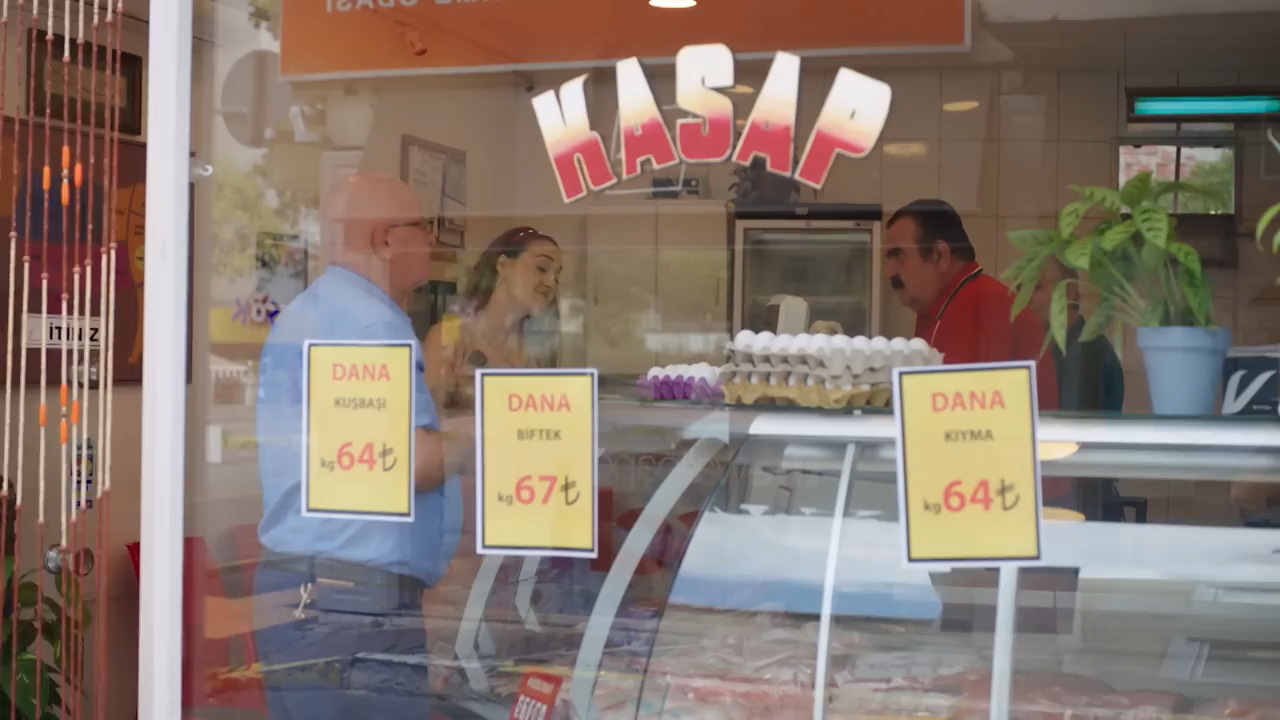 KASAP
İTİNİZ
DANA
KUŞBAŞI
kg 64₺
DANA
BİFTEK
kg 67₺
DANA
KIYMA
kg 64₺